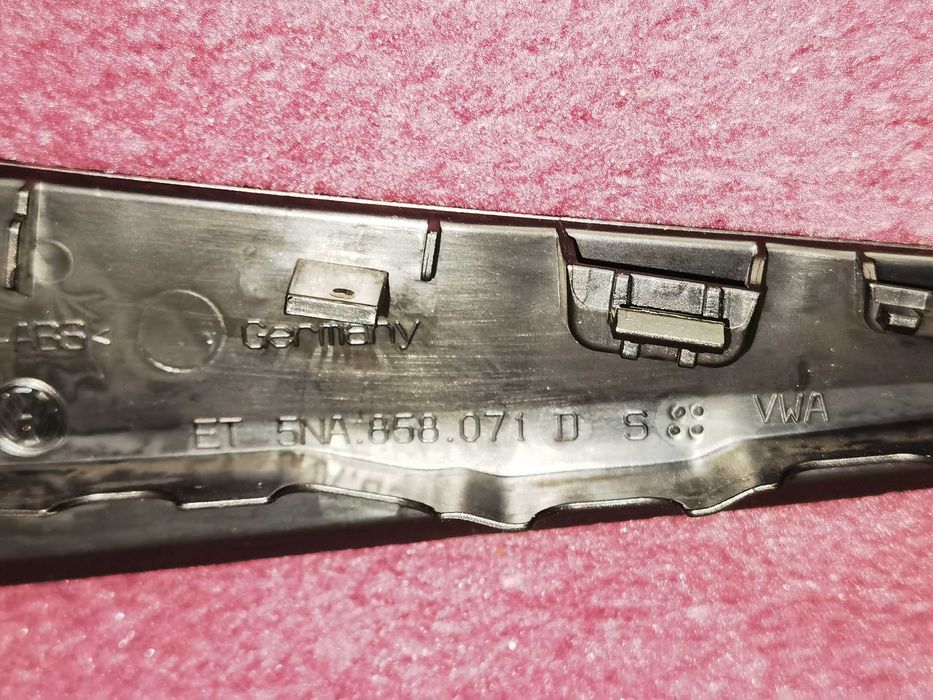 >ABS<
Germany
ET 5NA.858.071 D S
VWA